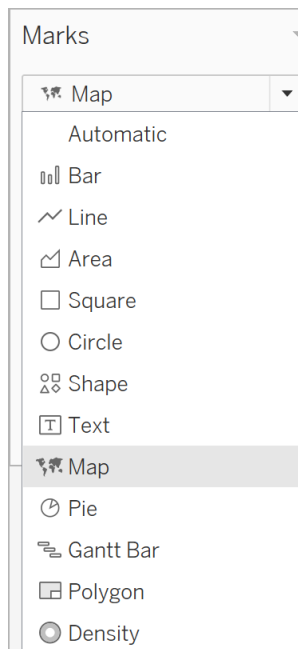 Marks
Map
Automatic
Bar
Line
Area
Square
Circle
Shape
Text
Map
Pie
Gantt Bar
Polygon
Density